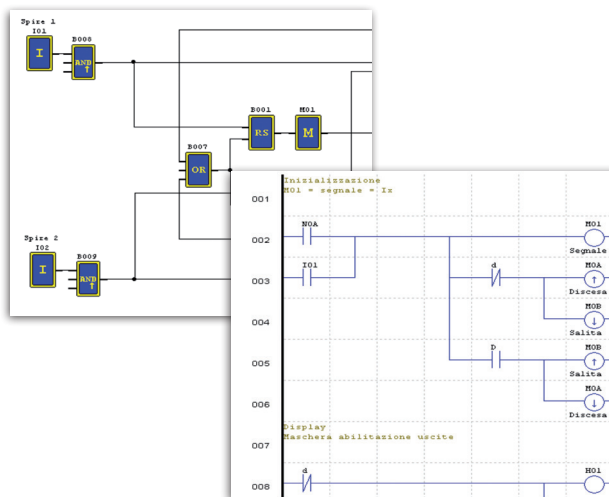 Spire 1
I01
I
B008
AND
↑
B001
RS
M01
M
B007
OR
Spire 2
I02
I
B009
AND
↑
Inizializzazione
M01 = segnale = Ix
001
N0A
M01
002
Segnale
I01
d
M0A
003
↑
Discesa
M0B
004
↓
Salita
D
M0B
005
↑
Salita
M0A
006
↓
Discesa
Display
Maschera abilitazione uscite
007
d
H01
008